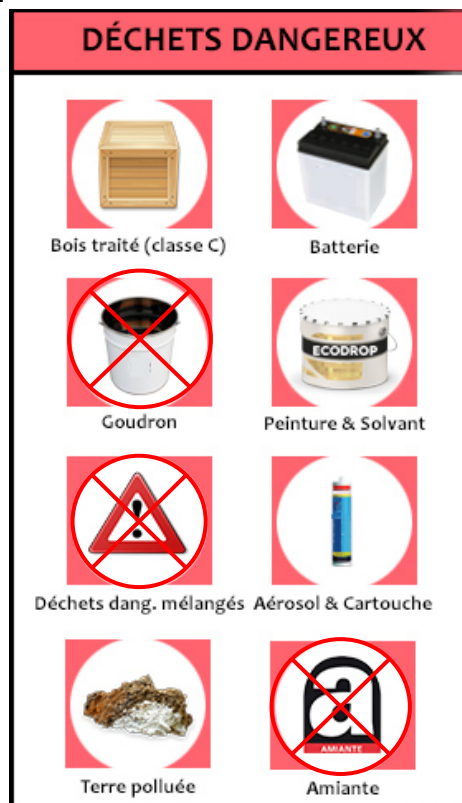 DÉCHETS DANGEREUX
Bois traité (classe C)
Batterie
Goudron
ECODROP
Peinture & Solvant
Déchets dang. mélangés
Aérosol & Cartouche
Terre polluée
a
AMIANTE
Amiante